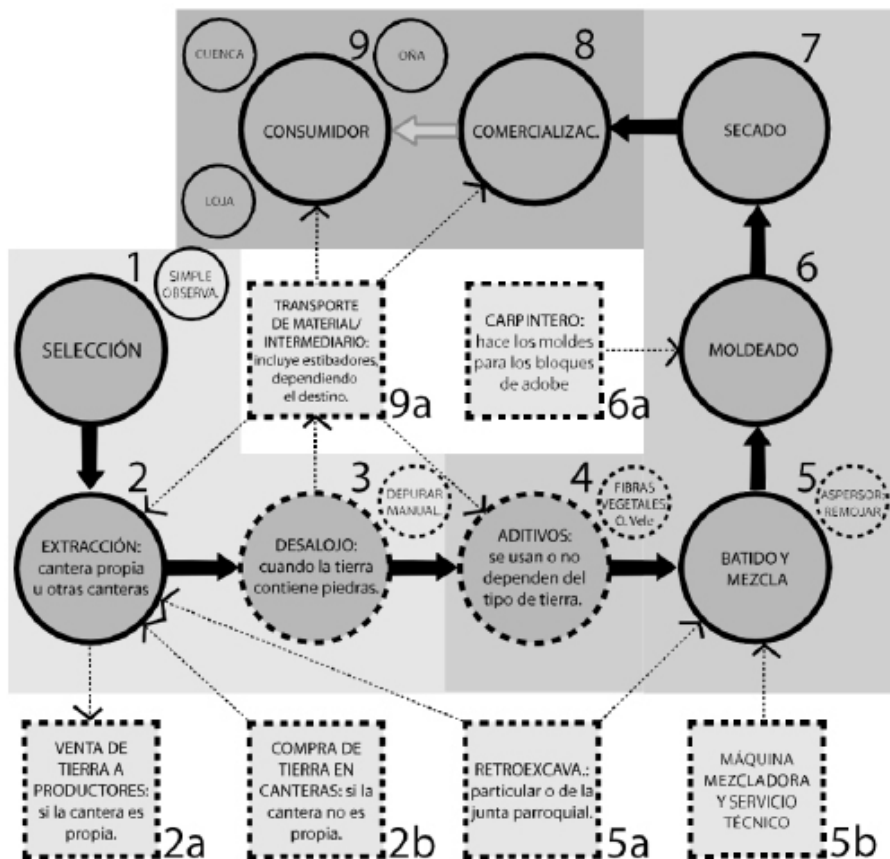 CUENCA
9
OÑA
8
7
CONSUMIDOR
COMERCIALIZAC.
SECADO
LOJA
1
SIMPLE
OBSERVA.
SELECCIÓN
TRANSPORTE
DE MATERIAL/
INTERMEDIARIO:
incluye estibadores,
dependiendo
el destino.
9a
CARPINTERO:
hace los moldes
para los bloques
de adobe
6a
6
MOLDEADO
2
EXTRACCIÓN:
cantera propia
u otras canteras
3
DEPURAR
MANUAL.
DESALOJO:
cuando la tierra
contiene piedras.
4
FIBRAS
VEGETALES
O. Vele
ADITIVOS:
se usan o no
dependen del
tipo de tierra.
5
ASPERSOR:
REMOJAR.
BATIDO Y
MEZCLA
VENTA DE
TIERRA A
PRODUCTORES:
si la cantera es
propia.
2a
COMPRA DE
TIERRA EN
CANTERAS: si la
cantera no es
propia.
2b
RETROEXCAVA.:
particular o de la
junta parroquial.
5a
MÁQUINA
MEZCLADORA
Y SERVICIO
TÉCNICO
5b